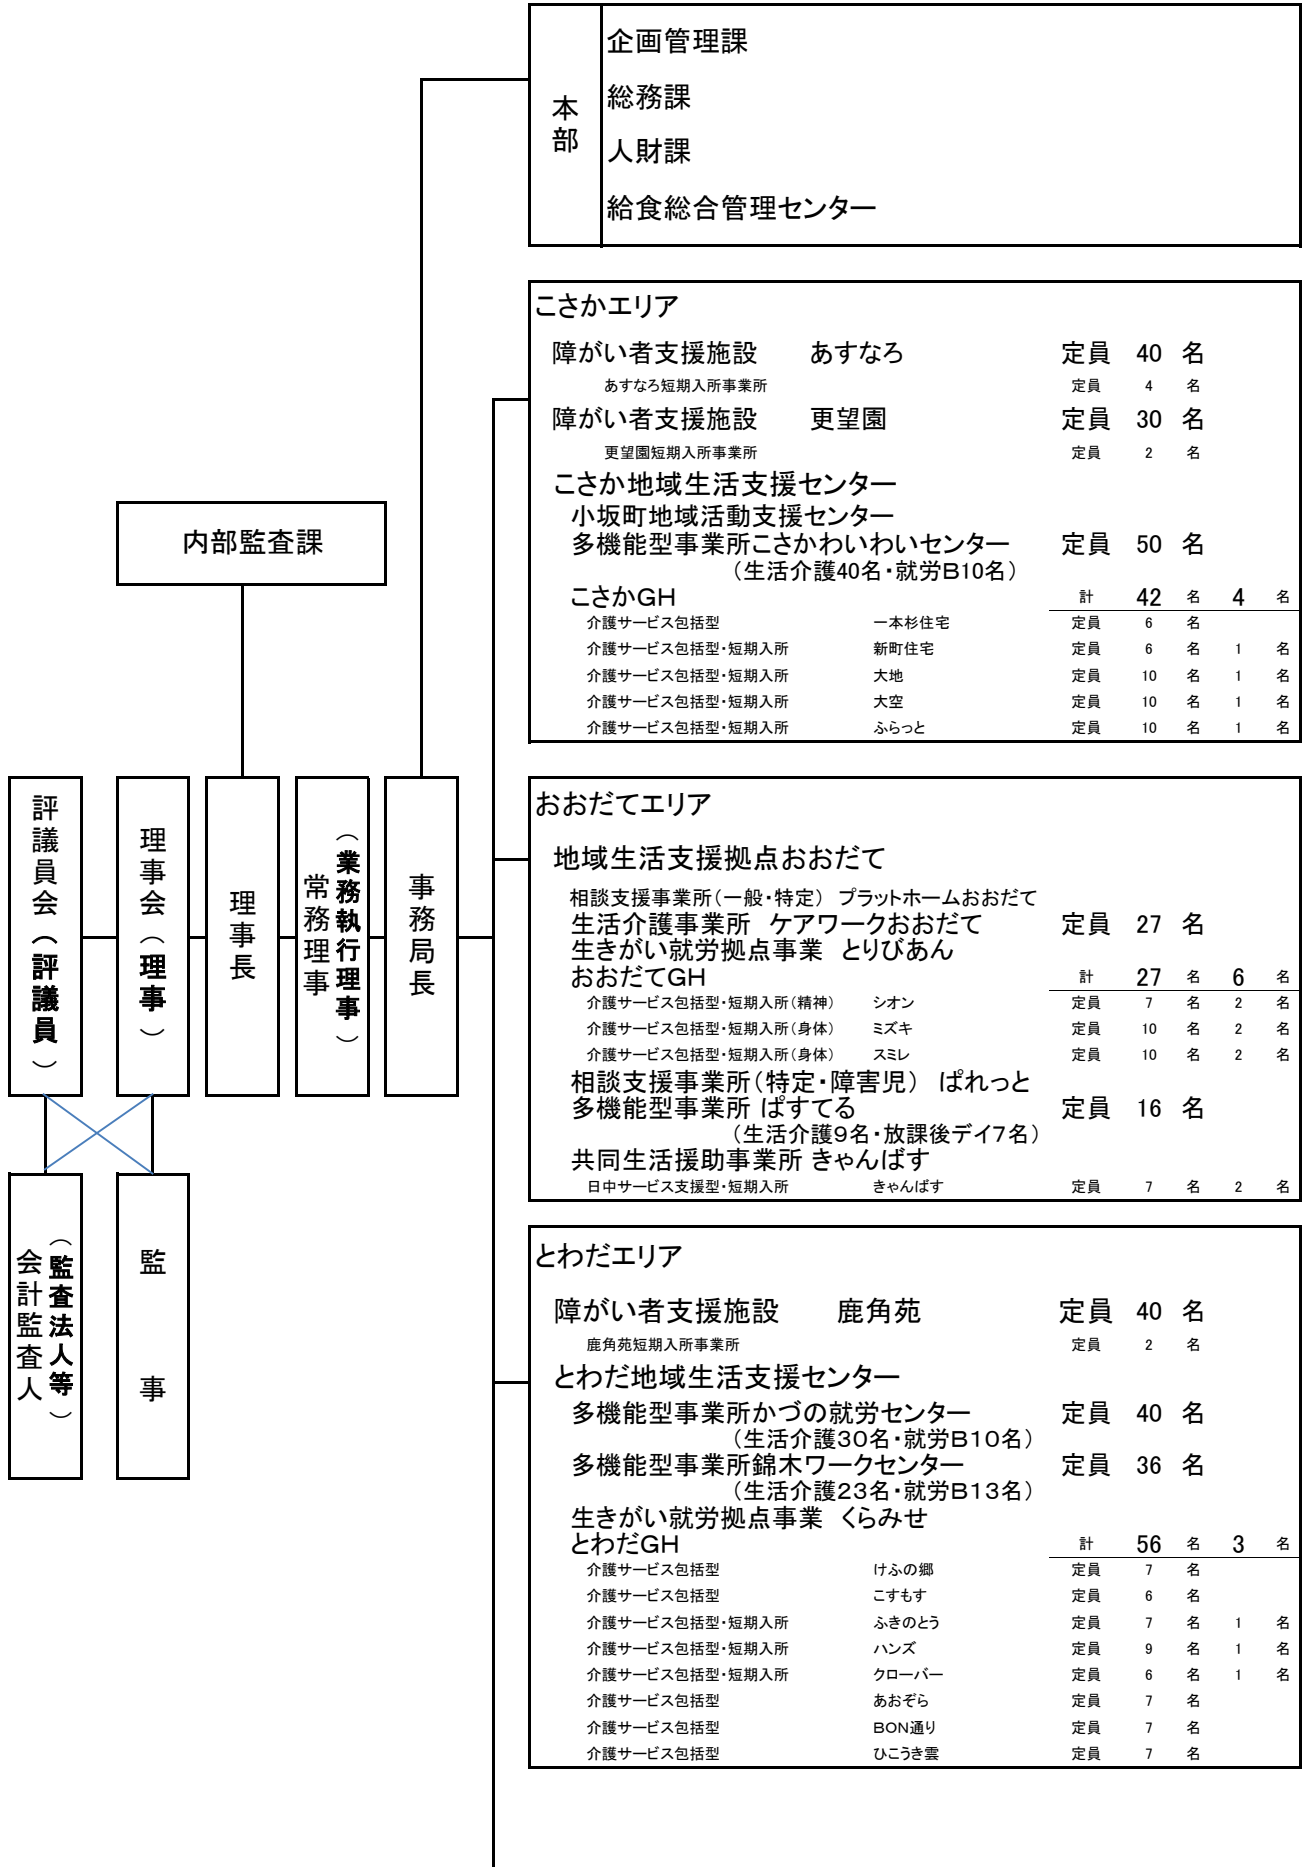 本部
企画管理課
総務課
人財課
給食総合管理センター
こさかエリア
障がい者支援施設 あすなろ 定員 40 名
あすなろ短期入所事業所 定員 4 名
障がい者支援施設 更望園 定員 30 名
更望園短期入所事業所 定員 2 名
こさか地域生活支援センター
小坂町地域活動支援センター
多機能型事業所こさかわいわいセンター 定員 50 名
（生活介護40名・就労B10名）
こさかGH 計 42 名 4 名
介護サービス包括型 一本杉住宅 定員 6 名
介護サービス包括型・短期入所 新町住宅 定員 6 名 1 名
介護サービス包括型・短期入所 大地 定員 10 名 1 名
介護サービス包括型・短期入所 大空 定員 10 名 1 名
介護サービス包括型・短期入所 ふらっと 定員 10 名 1 名
内部監査課
評議員会（評議員）
理事会（理事）
理事長
常務理事
（業務執行理事）
事務局長
会計監査人
（監査法人等）
監事
おおだてエリア
地域生活支援拠点おおだて
相談支援事業所（一般・特定） プラットホームおおだて
生活介護事業所 ケアワークおおだて 定員 27 名
生きがい就労拠点事業 とりびあん
おおだてGH 計 27 名 6 名
介護サービス包括型・短期入所（精神） シオン 定員 7 名 2 名
介護サービス包括型・短期入所（身体） ミズキ 定員 10 名 2 名
介護サービス包括型・短期入所（身体） スミレ 定員 10 名 2 名
相談支援事業所（特定・障害児） ぱれっと
多機能型事業所 ぱすてる 定員 16 名
（生活介護9名・放課後デイ7名）
共同生活援助事業所 きゃんばす
日中サービス支援型・短期入所 きゃんばす 定員 7 名 2 名
とわだエリア
障がい者支援施設 鹿角苑 定員 40 名
鹿角苑短期入所事業所 定員 2 名
とわだ地域生活支援センター
多機能型事業所かづの就労センター 定員 40 名
（生活介護３０名・就労Ｂ１０名）
多機能型事業所錦木ワークセンター 定員 36 名
（生活介護２３名・就労Ｂ１３名）
生きがい就労拠点事業 くらみせ
とわだGH 計 56 名 3 名
介護サービス包括型 けふの郷 定員 7 名
介護サービス包括型 こすもす 定員 6 名
介護サービス包括型・短期入所 ふきのとう 定員 7 名 1 名
介護サービス包括型・短期入所 ハンズ 定員 9 名 1 名
介護サービス包括型・短期入所 クローバー 定員 6 名 1 名
介護サービス包括型 あおぞら 定員 7 名
介護サービス包括型 BON通り 定員 7 名
介護サービス包括型 ひこうき雲 定員 7 名